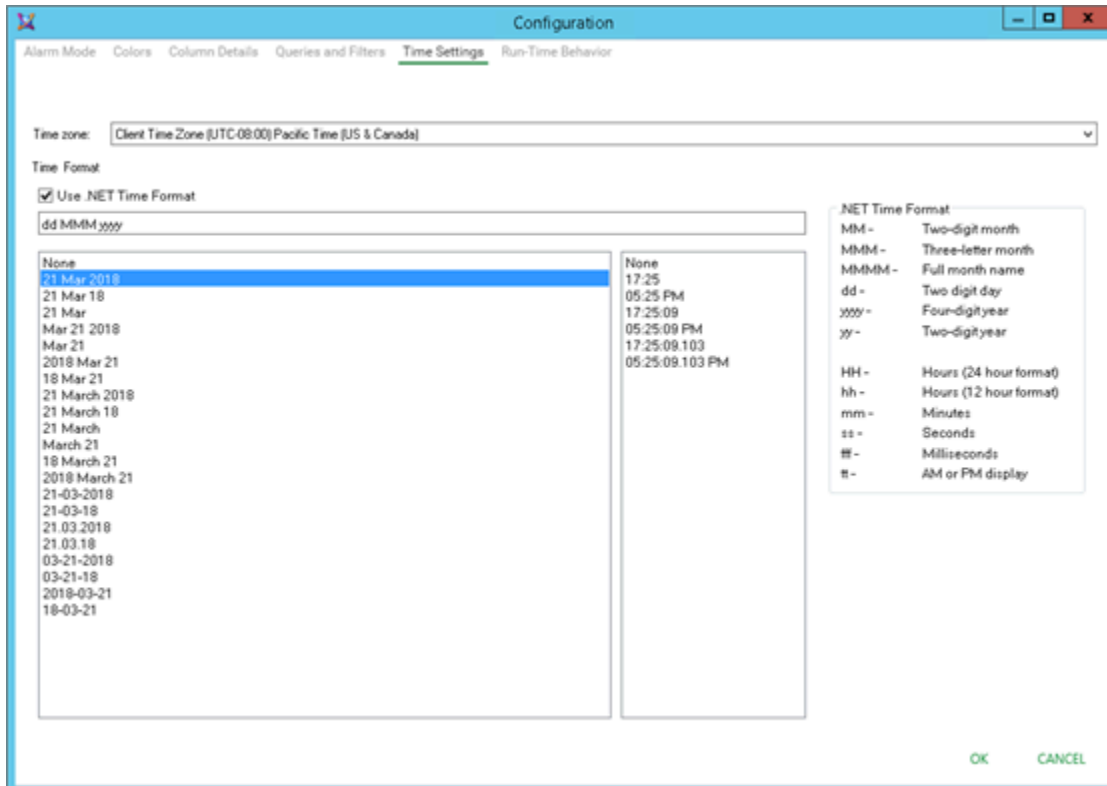 Configuration
Alarm Mode Colors Column Details Queries and Filters Time Settings Run-Time Behavior
Time zone: Client Time Zone (UTC-08:00) Pacific Time (US & Canada)
Time Format
Use .NET Time Format
dd MMM yyyy
None
21 Mar 2018
21 Mar 18
21 Mar
Mar 21 2018
Mar 21
2018 Mar 21
18 Mar 21
21 March 2018
21 March 18
21 March
March 21
18 March 21
2018 March 21
21-03-2018
21-03-18
21.03.2018
21.03.18
03-21-2018
03-21-18
2018-03-21
18-03-21
None
17:25
05:25 PM
17:25:09
05:25:09 PM
17:25:09.103
05:25:09.103 PM
.NET Time Format
MM - Two-digit month
MMM - Three-letter month
MMMM - Full month name
dd - Two digit day
yyyy - Four-digit year
yy - Two-digit year
HH - Hours (24 hour format)
hh - Hours (12 hour format)
mm - Minutes
ss - Seconds
fff - Milliseconds
tt - AM or PM display
OK CANCEL